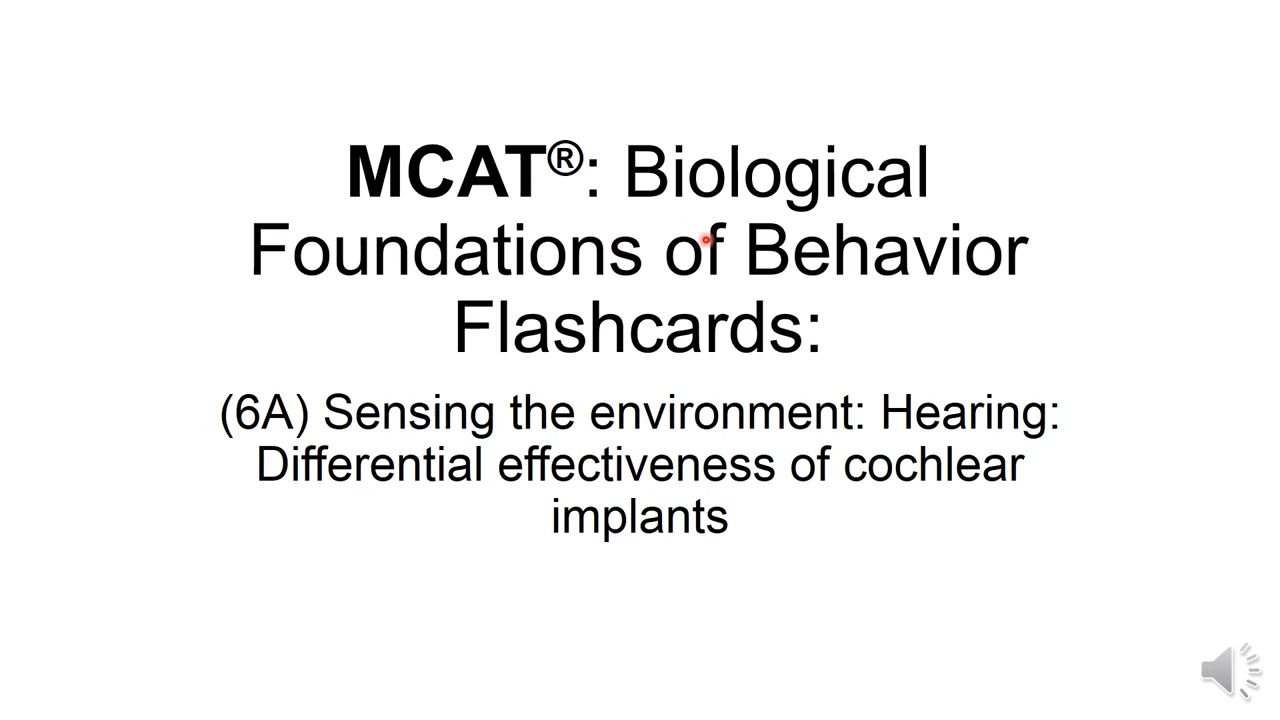 MCAT®: Biological
Foundations of Behavior
Flashcards:
(6A) Sensing the environment: Hearing:
Differential effectiveness of cochlear
implants